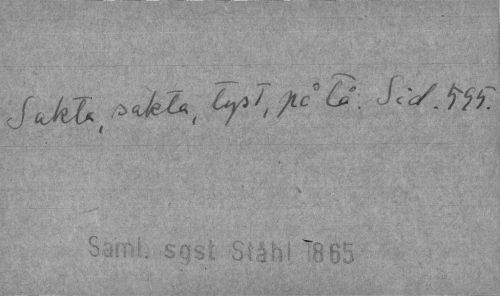 Sakta, sakta, tyst, på tå. Sid. 595.
Saml. sgst Ståhl 1865